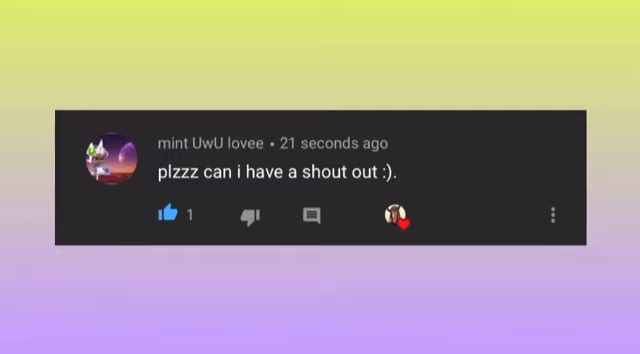 mint UwU lovee • 21 seconds ago
plzzz can i have a shout out :).
1